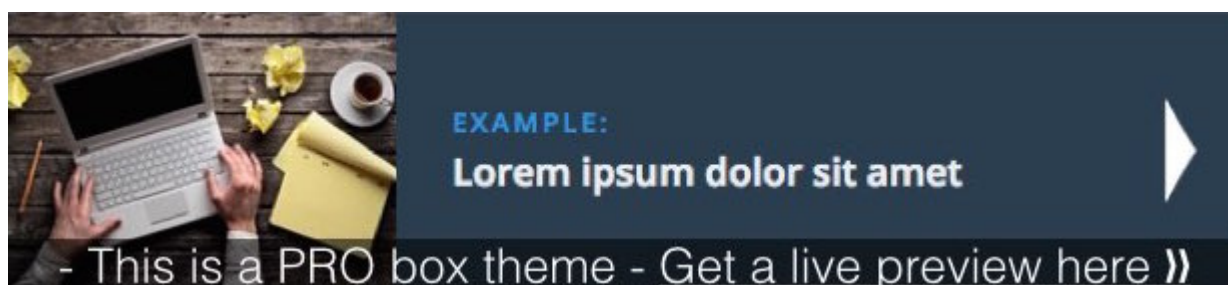 EXAMPLE:
Lorem ipsum dolor sit amet
- This is a PRO box theme - Get a live preview here ⟫